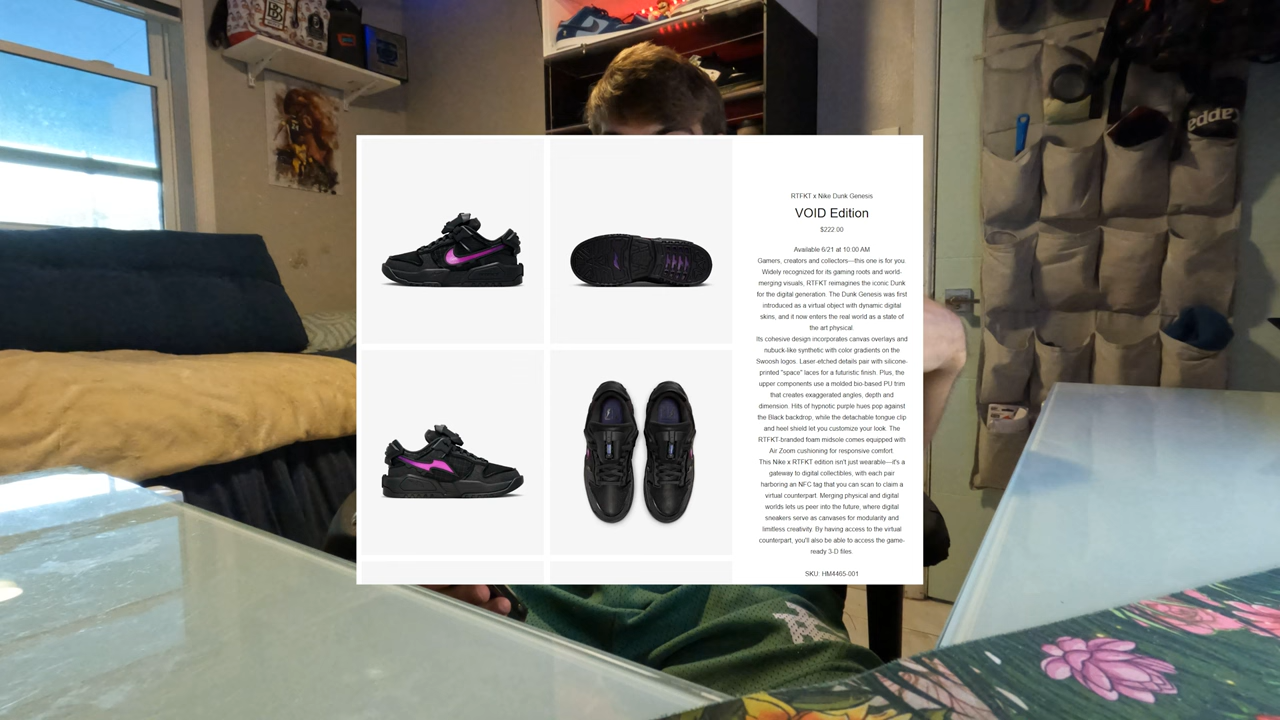 Kappa
RTFKT x Nike Dunk Genesis
VOID Edition
$222.00
Available 6/21 at 10:00 AM
Gamers, creators and collectors—this one is for you.
Widely recognized for its gaming roots and world-
merging visuals, RTFKT reimagines the iconic Dunk
for the digital generation. The Dunk Genesis was first
introduced as a virtual object with dynamic digital
skins, and it now enters the real world as a state of
the art physical.
Its cohesive design incorporates canvas overlays and
nubuck-like synthetic with color gradients on the
Swoosh logos. Laser-etched details pair with silicone-
printed "space" laces for a futuristic finish. Plus, the
upper components use a molded bio-based PU trim
that creates exaggerated angles, depth and
dimension. Hits of hypnotic purple hues pop against
the Black backdrop, while the detachable tongue clip
and heel shield let you customize your look. The
RTFKT-branded foam midsole comes equipped with
Air Zoom cushioning for responsive comfort.
This Nike x RTFKT edition isn't just wearable—it's a
gateway to digital collectibles, with each pair
harboring an NFC tag that you can scan to claim a
virtual counterpart. Merging physical and digital
worlds lets us peer into the future, where digital
sneakers serve as canvases for modularity and
limitless creativity. By having access to the virtual
counterpart, you'll also be able to access the game-
ready 3-D files.
SKU: HM4465-001